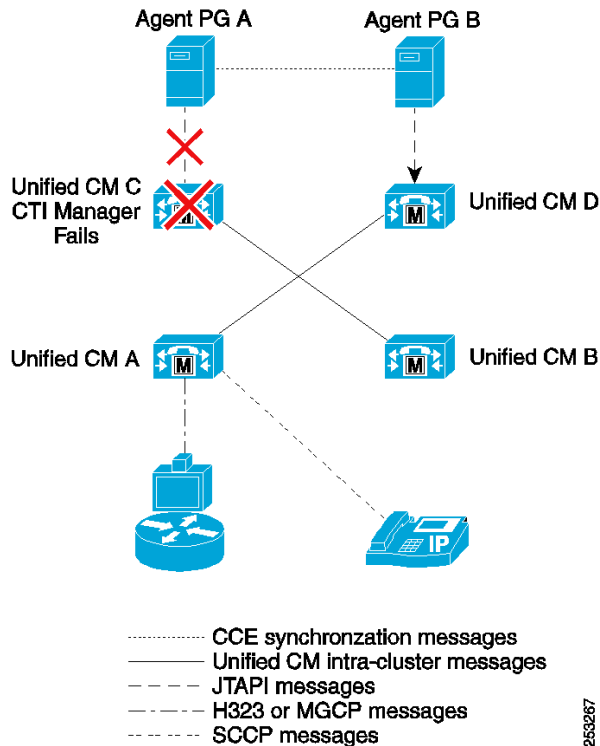 Agent PG A
Agent PG B
Unified CM C
CTI Manager
Fails
Unified CM D
M
M
Unified CM A
M
M
Unified CM B
IP
CCE synchronzation messages
Unified CM intra-cluster messages
JTAPI messages
H323 or MGCP messages
SCCP messages
253267